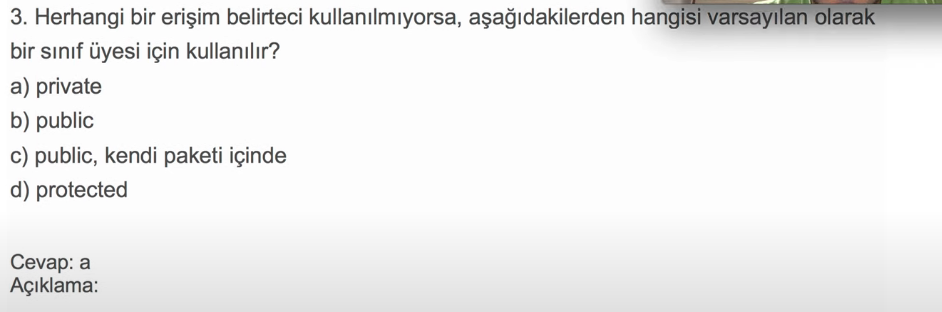 3. Herhangi bir erişim belirteci kullanılmıyorsa, aşağıdakilerden hangisi varsayılan olarak
bir sınıf üyesi için kullanılır?
a) private
b) public
c) public, kendi paketi içinde
d) protected
Cevap: a
Açıklama: